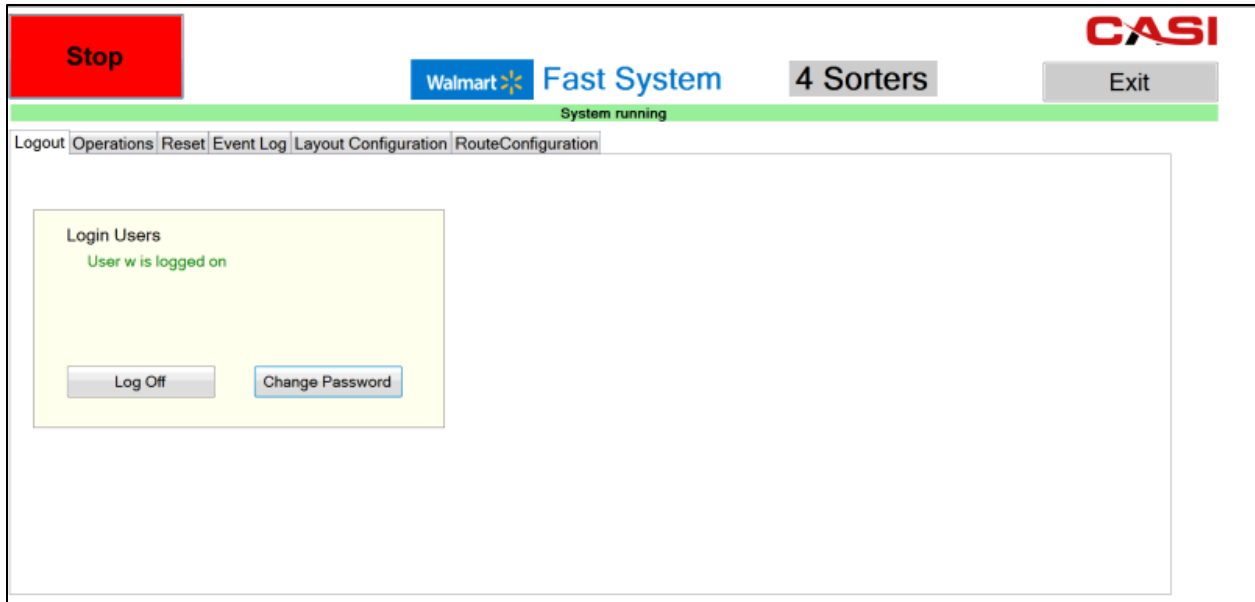 Stop
CASI
Walmart Fast System 4 Sorters Exit
System running
Logout Operations Reset Event Log Layout Configuration RouteConfiguration
Login Users
User w is logged on
Log Off Change Password